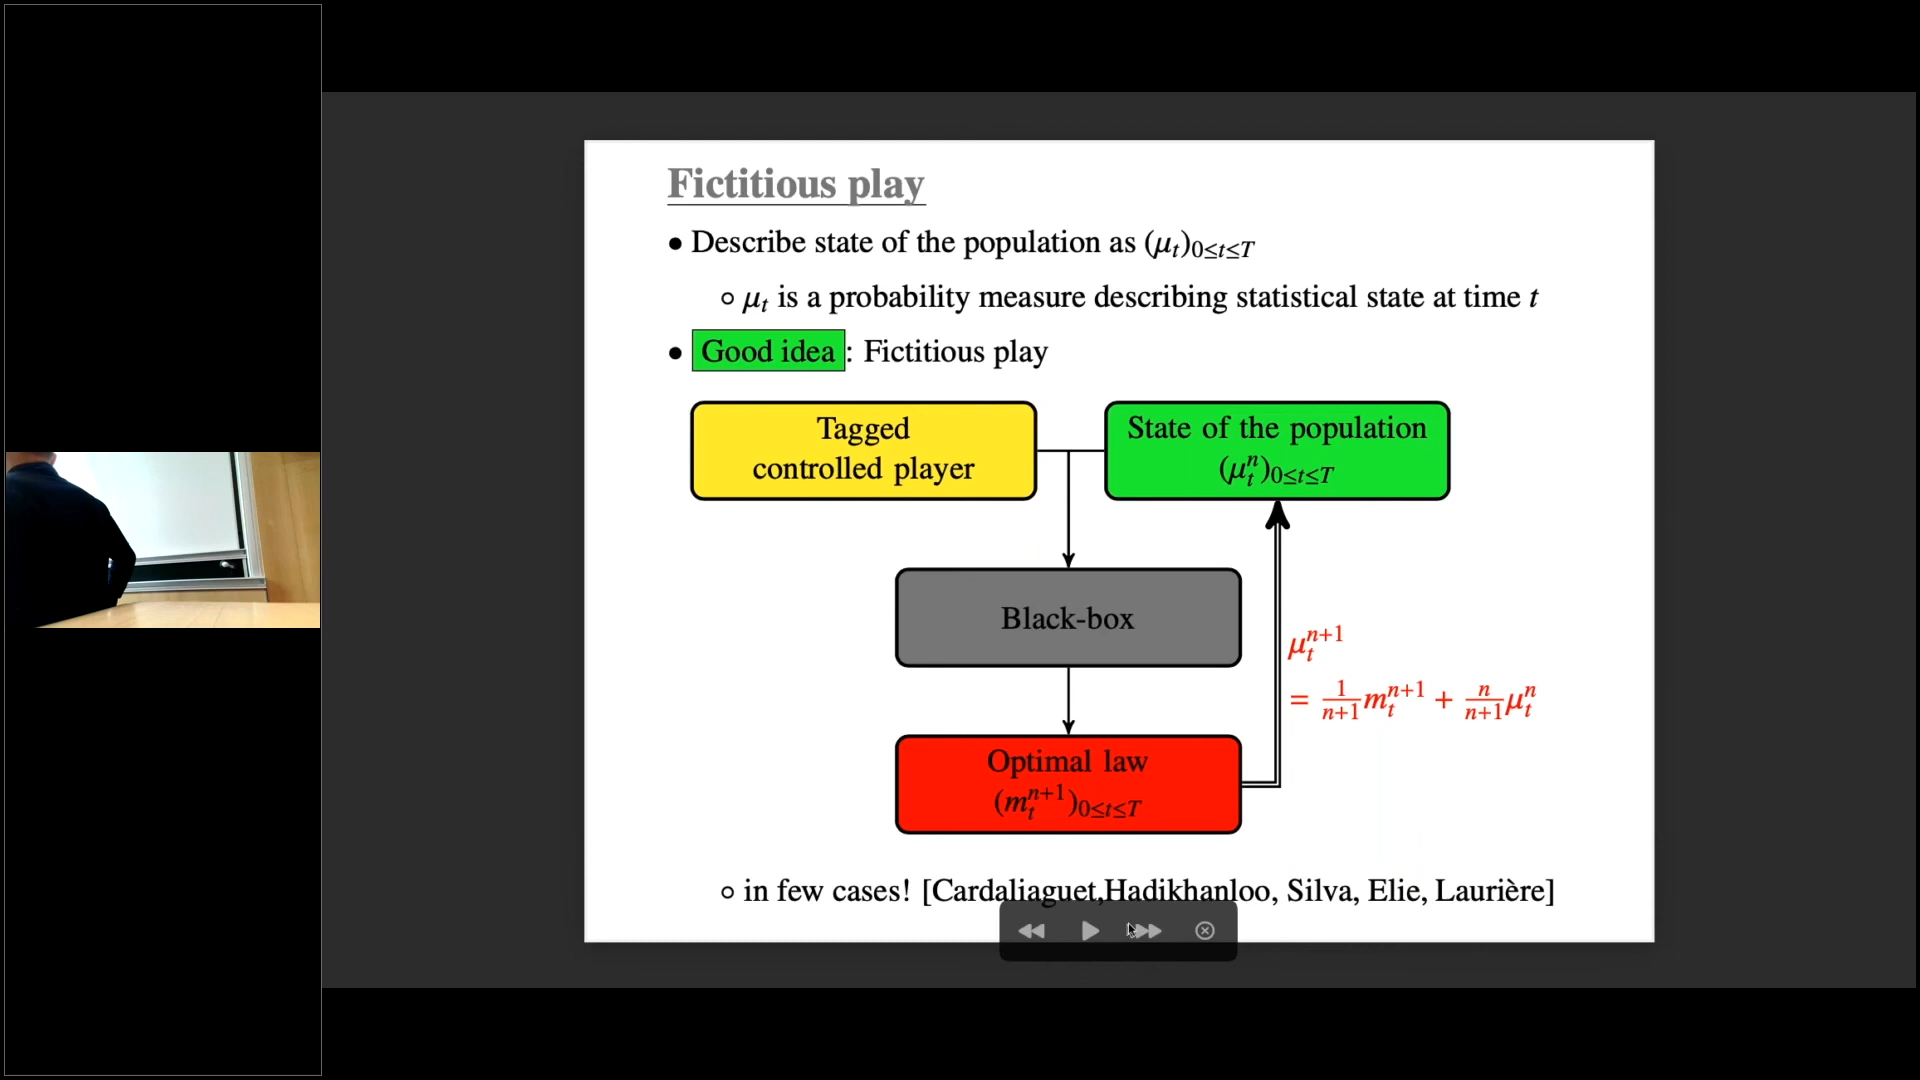 Fictitious play
• Describe state of the population as (μ_t)_{0≤t≤T}
∘ μ_t is a probability measure describing statistical state at time t
• Good idea : Fictitious play
Tagged
controlled player
State of the population
(μ_t^n)_{0≤t≤T}
Black-box
μ_t^{n+1}
= \frac{1}{n+1} m_t^{n+1} + \frac{n}{n+1} μ_t^n
Optimal law
(m_t^{n+1})_{0≤t≤T}
∘ in few cases! [Cardaliaguet,Hadikhanloo, Silva, Elie, Laurière]